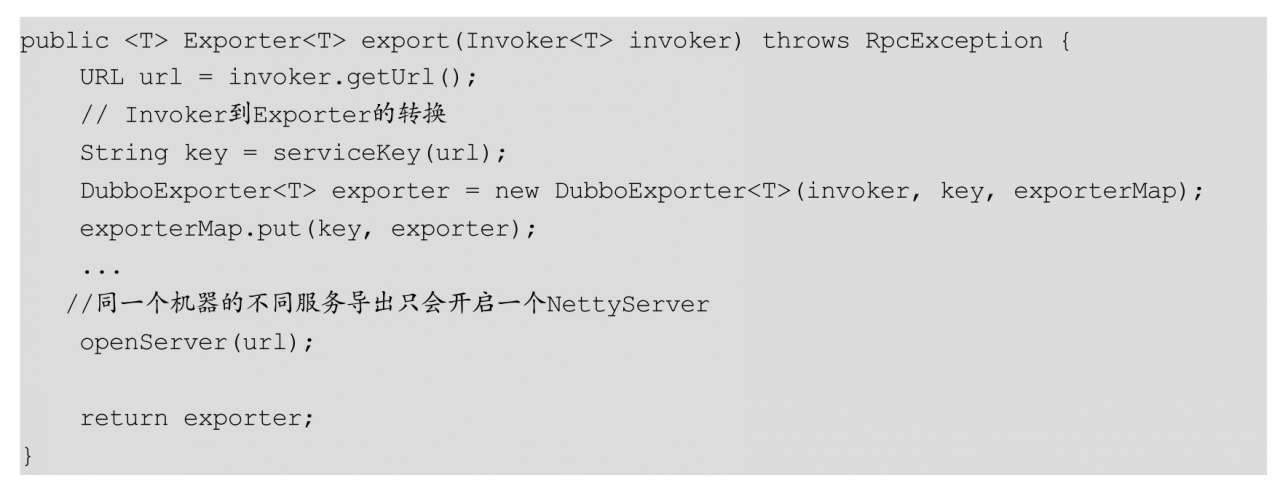 public <T> Exporter<T> export(Invoker<T> invoker) throws RpcException {
    URL url = invoker.getUrl();
    // Invoker到Exporter的转换
    String key = serviceKey(url);
    DubboExporter<T> exporter = new DubboExporter<T>(invoker, key, exporterMap);
    exporterMap.put(key, exporter);
    ...
   //同一个机器的不同服务导出只会开启一个NettyServer
    openServer(url);
    return exporter;
}